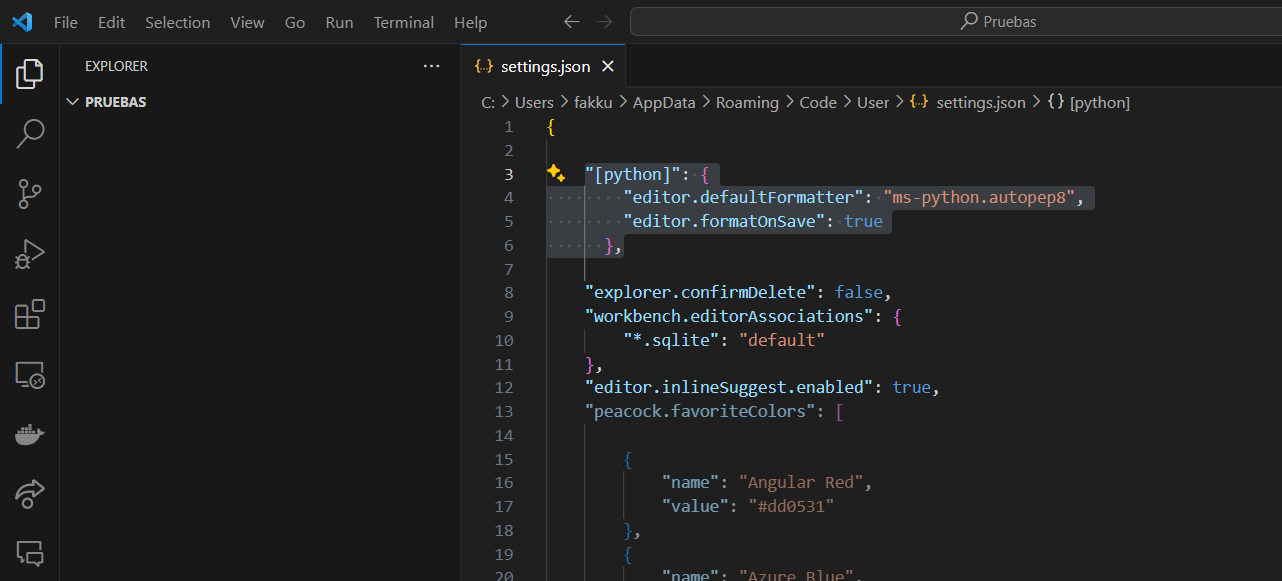 File Edit Selection View Go Run Terminal Help
Pruebas
EXPLORER
PRUEBAS
settings.json
C: > Users > fakku > AppData > Roaming > Code > User > {··} settings.json > {} [python]
1 {
2
3 "[python]": {
4 "editor.defaultFormatter": "ms-python.autopep8",
5 "editor.formatOnSave": true
6 },
7
8 "explorer.confirmDelete": false,
9 "workbench.editorAssociations": {
10 "*.sqlite": "default"
11 },
12 "editor.inlineSuggest.enabled": true,
13 "peacock.favoriteColors": [
14
15 {
16 "name": "Angular Red",
17 "value": "#dd0531"
18 },
19 {
20 "name": "Azure Blue",